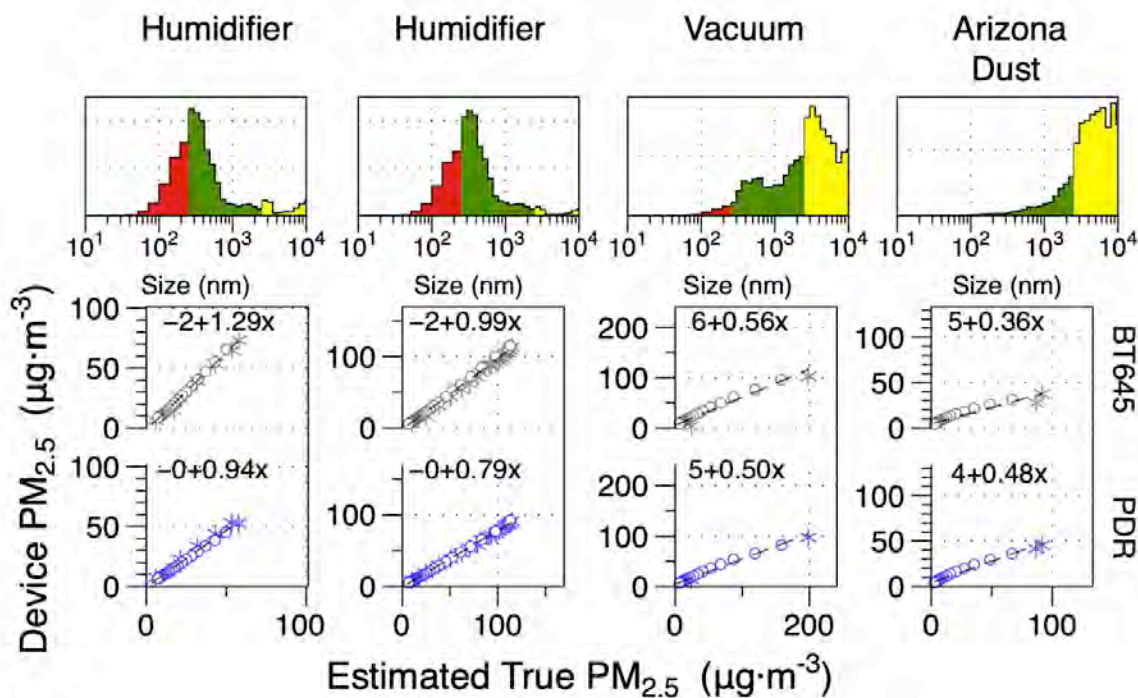 Humidifier Humidifier Vacuum Arizona
Dust
10¹ 10² 10³ 10⁴ 10¹ 10² 10³ 10⁴ 10¹ 10² 10³ 10⁴ 10¹ 10² 10³ 10⁴
Size (nm) Size (nm) Size (nm) Size (nm)
100 −2+1.29x −2+0.99x 200 6+0.56x 100 5+0.36x BT645
50 100 100 50
0 0 0 0
100 −0+0.94x −0+0.79x 200 5+0.50x 100 4+0.48x PDR
50 100 100 50
0 0 0 0
0 100 0 100 0 200 0 100
Device PM₂.₅ (µg·m⁻³)
Estimated True PM₂.₅ (µg·m⁻³)